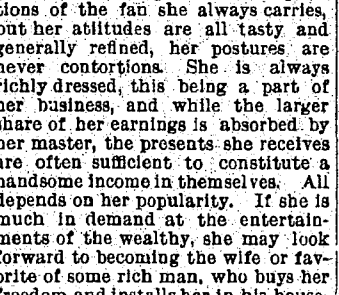 tions of the fan she always carries,
but her attitudes are all tasty and
generally refined, her postures are
never contortions. She is always
richly dressed, this being a part of
her business, and while the larger
share of her earnings is absorbed by
her master, the presents she receives
are often sufficient to constitute a
handsome income in themselves. All
depends on her popularity. If she is
much in demand at the entertain-
ments of the wealthy, she may look
forward to becoming the wife or fav-
orite of some rich man, who buys her
freedom and installs her in his house